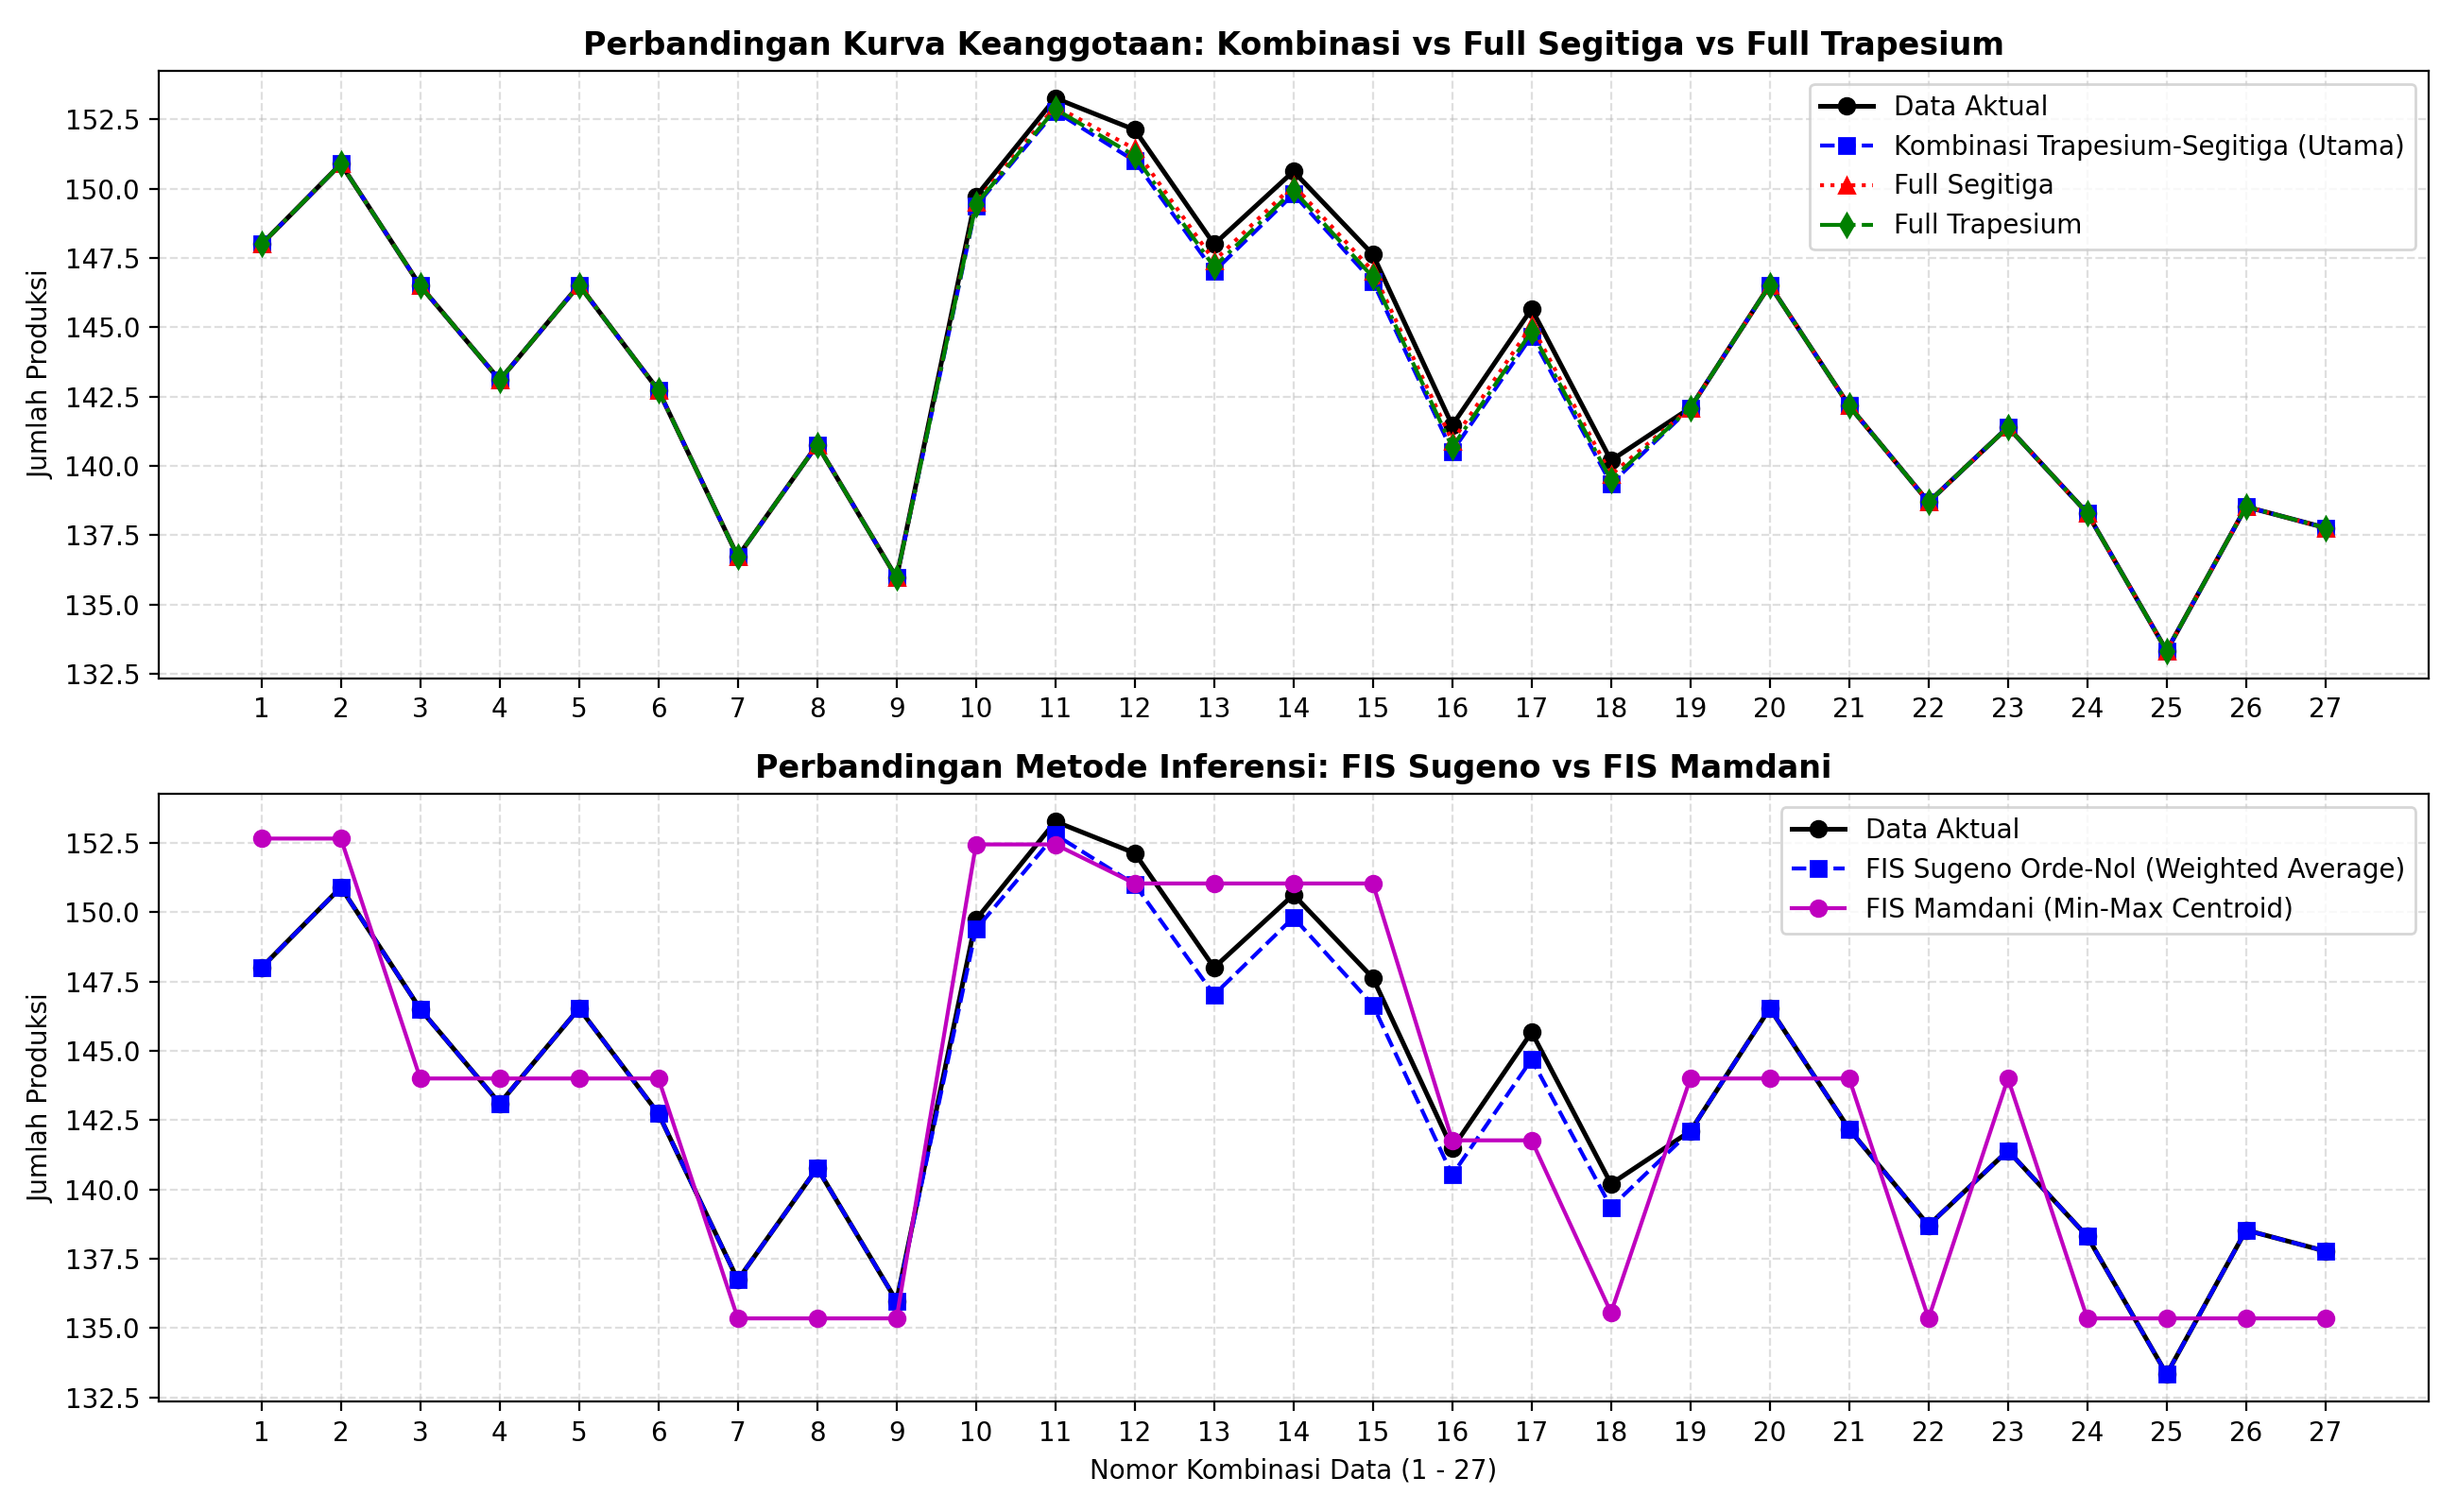 Perbandingan Kurva Keanggotaan: Kombinasi vs Full Segitiga vs Full Trapesium
Jumlah Produksi
152.5
150.0
147.5
145.0
142.5
140.0
137.5
135.0
132.5
Data Aktual
Kombinasi Trapesium-Segitiga (Utama)
Full Segitiga
Full Trapesium
1 2 3 4 5 6 7 8 9 10 11 12 13 14 15 16 17 18 19 20 21 22 23 24 25 26 27
Perbandingan Metode Inferensi: FIS Sugeno vs FIS Mamdani
Jumlah Produksi
152.5
150.0
147.5
145.0
142.5
140.0
137.5
135.0
132.5
Data Aktual
FIS Sugeno Orde-Nol (Weighted Average)
FIS Mamdani (Min-Max Centroid)
1 2 3 4 5 6 7 8 9 10 11 12 13 14 15 16 17 18 19 20 21 22 23 24 25 26 27
Nomor Kombinasi Data (1 - 27)